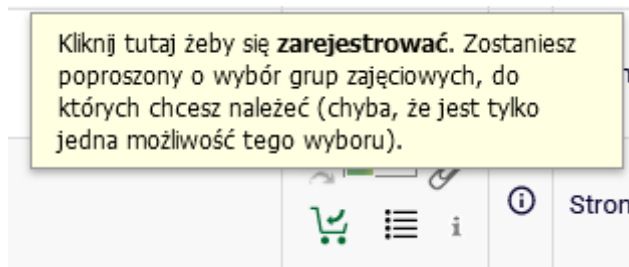 Kliknij tutaj żeby się zarejestrować. Zostaniesz
poproszony o wybór grup zajęciowych, do
których chcesz należeć (chyba, że jest tylko
jedna możliwość tego wyboru).